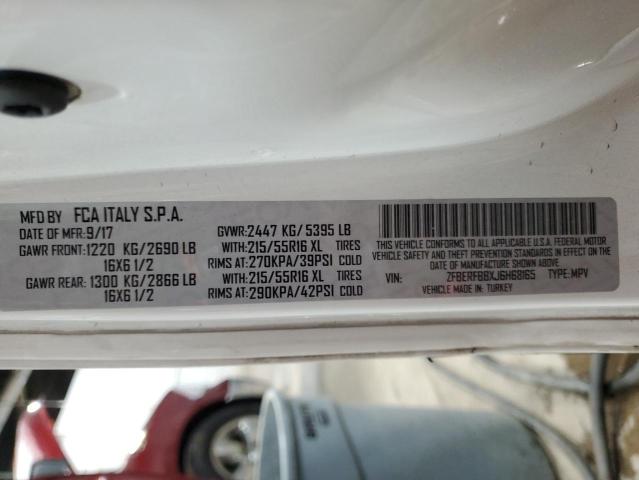 MFD BY FCA ITALY S.P.A.
DATE OF MFR: 9/17 GVWR: 2447 KG/ 5395 LB
GAWR FRONT: 1220 KG/2690 LB WITH: 215/55R16 XL TIRES
16X6 1/2 RIMS AT: 270KPA/39PSI COLD
GAWR REAR: 1300 KG/2866 LB WITH: 215/55R16 XL TIRES
16X6 1/2 RIMS AT: 290KPA/42PSI COLD
THIS VEHICLE CONFORMS TO ALL APPLICABLE U.S.A. FEDERAL MOTOR
VEHICLE SAFETY AND THEFT PREVENTION STANDARDS IN EFFECT ON THE
DATE OF MANUFACTURE SHOWN ABOVE.
VIN: ZFBERFBBXJ6H68165 TYPE: MPV
VEHICLE MADE IN: TURKEY